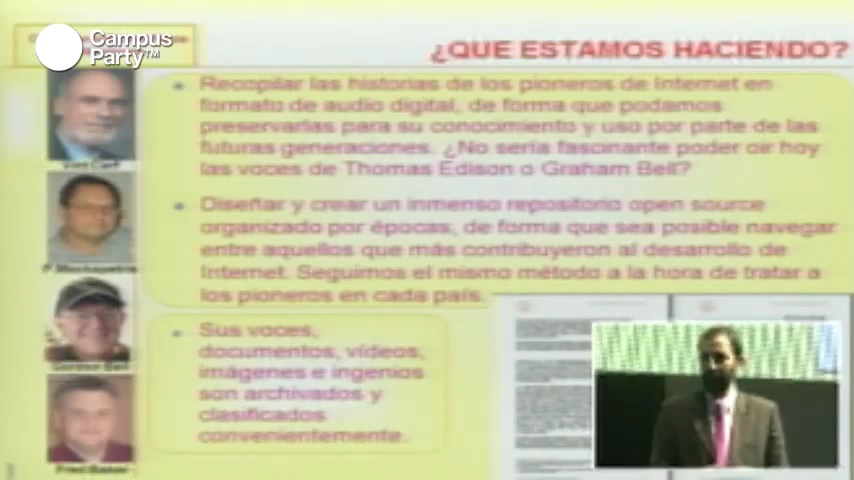 Campus
Party™
¿QUE ESTAMOS HACIENDO?
Recopilar las historias de los pioneros de Internet en
formato de audio digital, de forma que podamos
preservarlas para su conocimiento y uso por parte de las
futuras generaciones. ¿No sería fascinante poder oir hoy
las voces de Thomas Edison o Graham Bell?
Vint Cerf
Diseñar y crear un inmenso repositorio open source
organizado por épocas, de forma que sea posible navegar
entre aquellos que más contribuyeron al desarrollo de
Internet. Seguimos el mismo método a la hora de tratar a
los pioneros en cada país.
P.Mockapetris
Sus voces,
documentos, vídeos,
imágenes e ingenios
son archivados y
clasificados
convenientemente.
Gordon Bell
Fred Baker